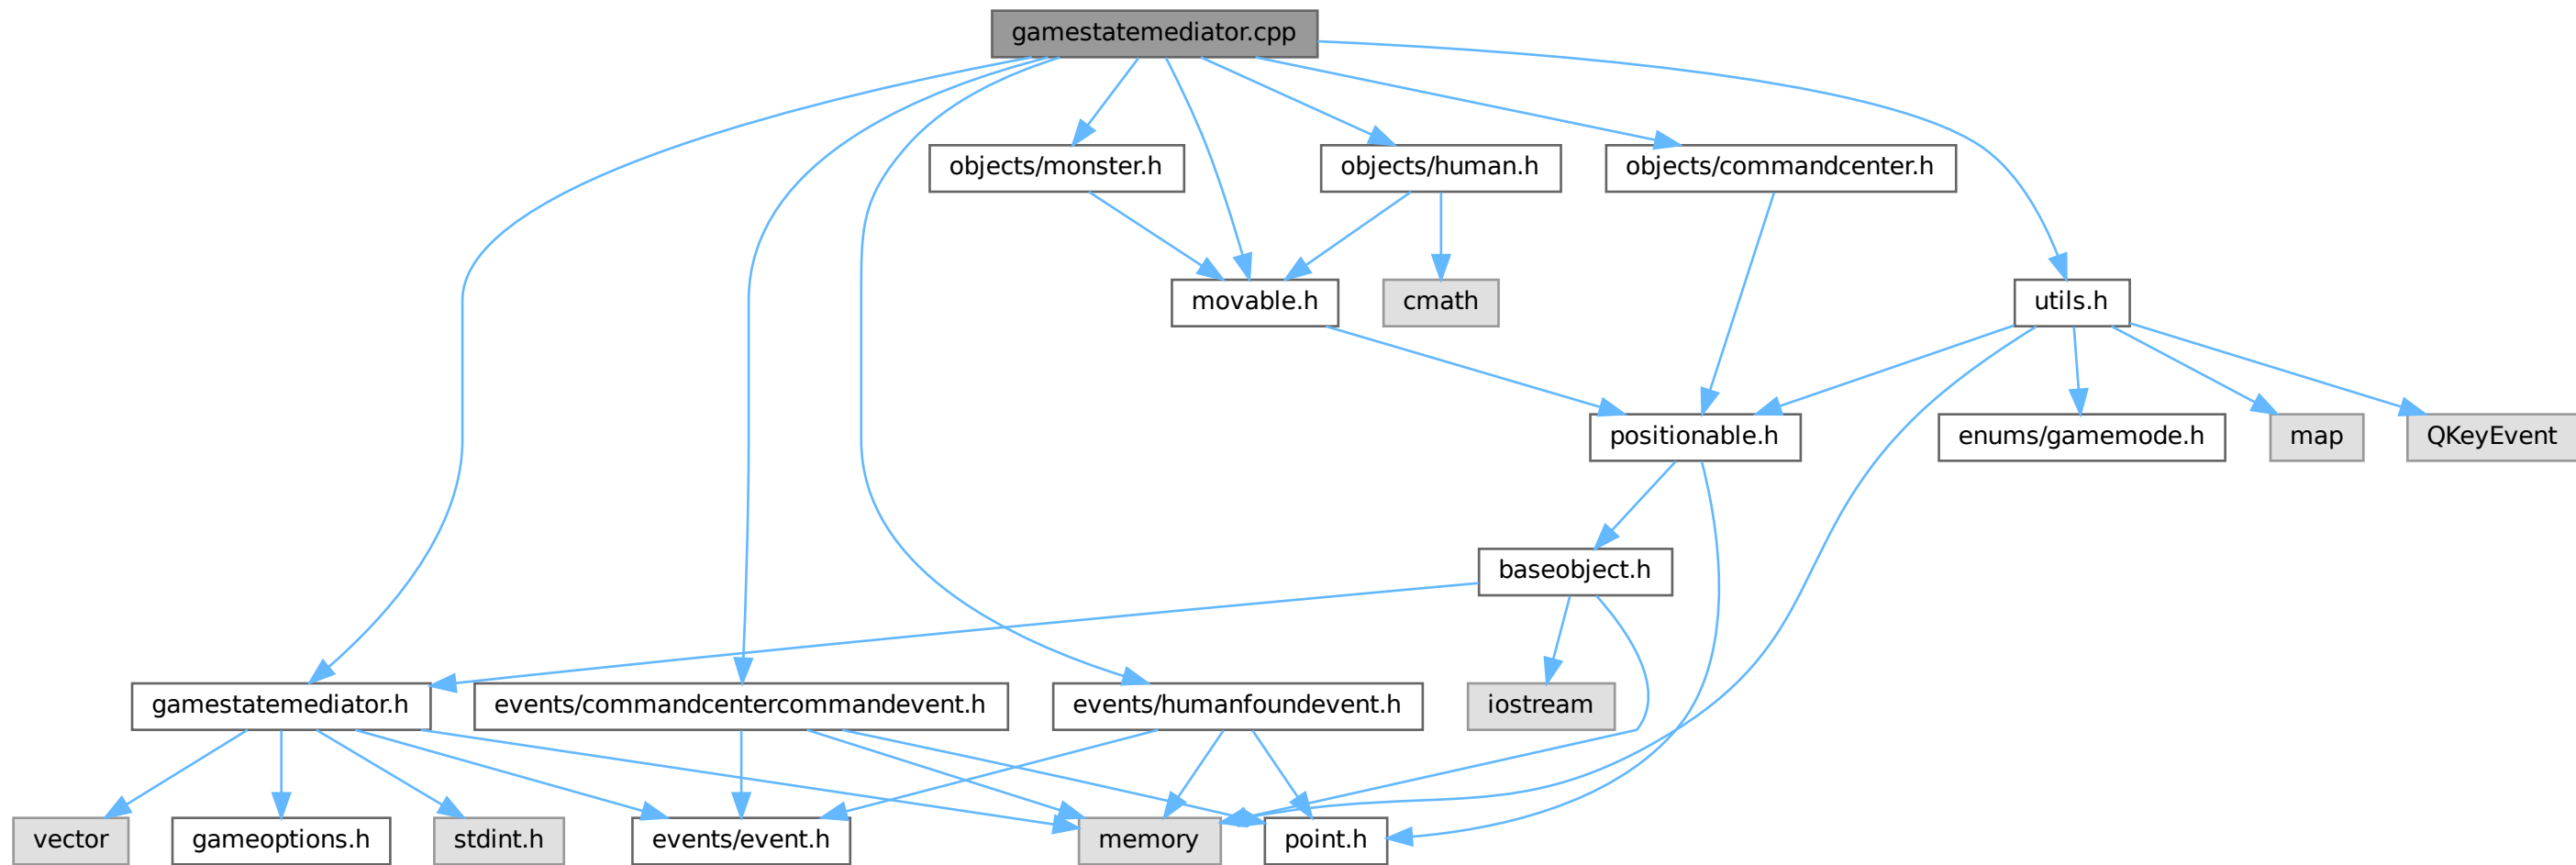 gamestatemediator.cpp
objects/monster.h
objects/human.h
objects/commandcenter.h
movable.h
cmath
utils.h
positionable.h
enums/gamemode.h
map
QKeyEvent
baseobject.h
gamestatemediator.h
events/commandcentercommandevent.h
events/humanfoundevent.h
iostream
vector
gameoptions.h
stdint.h
events/event.h
memory
point.h